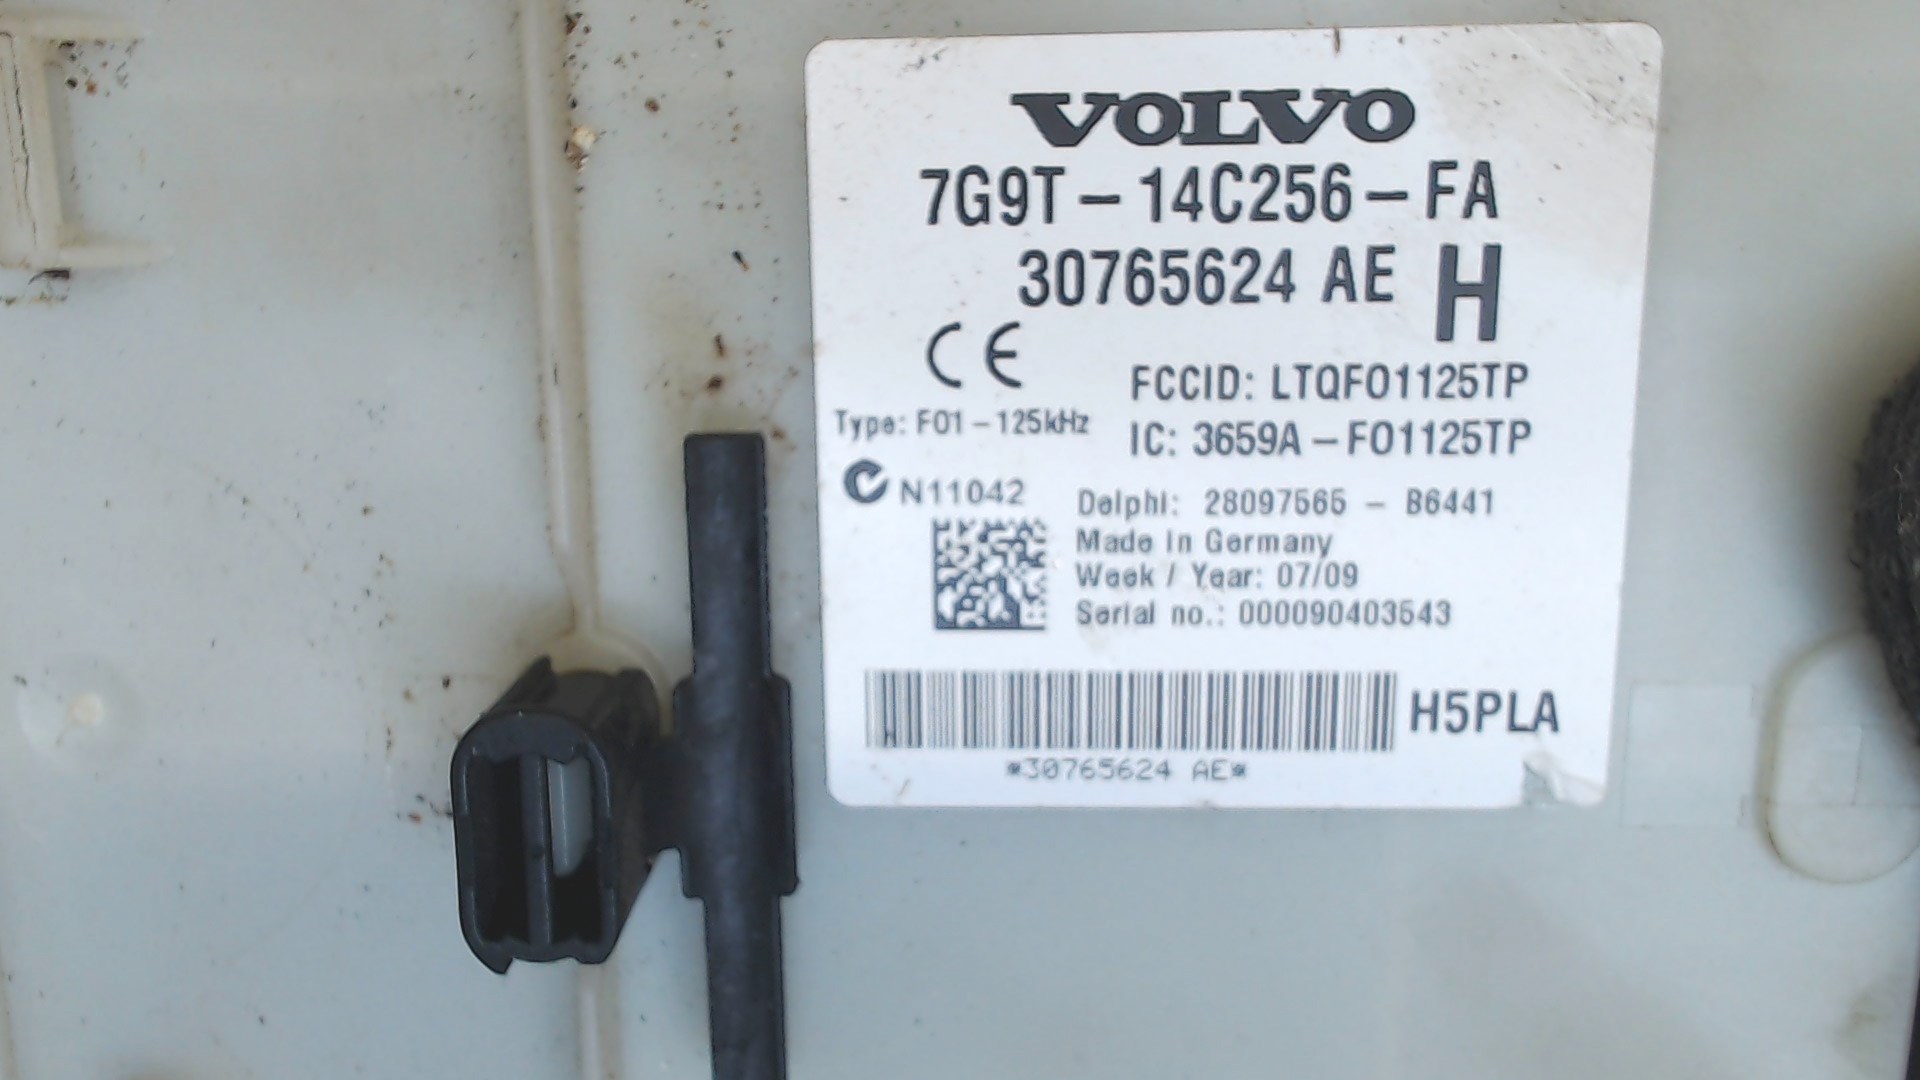 VOLVO
7G9T-14C256-FA
30765624 AE H
CE
FCCID: LTQFO1125TP
Type: F01-125kHz
IC: 3659A-FO1125TP
N11042
Delphi: 28097565 - B6441
Made in Germany
Week / Year: 07/09
Serial no.: 000090403543
H5PLA
*30765624 AE*